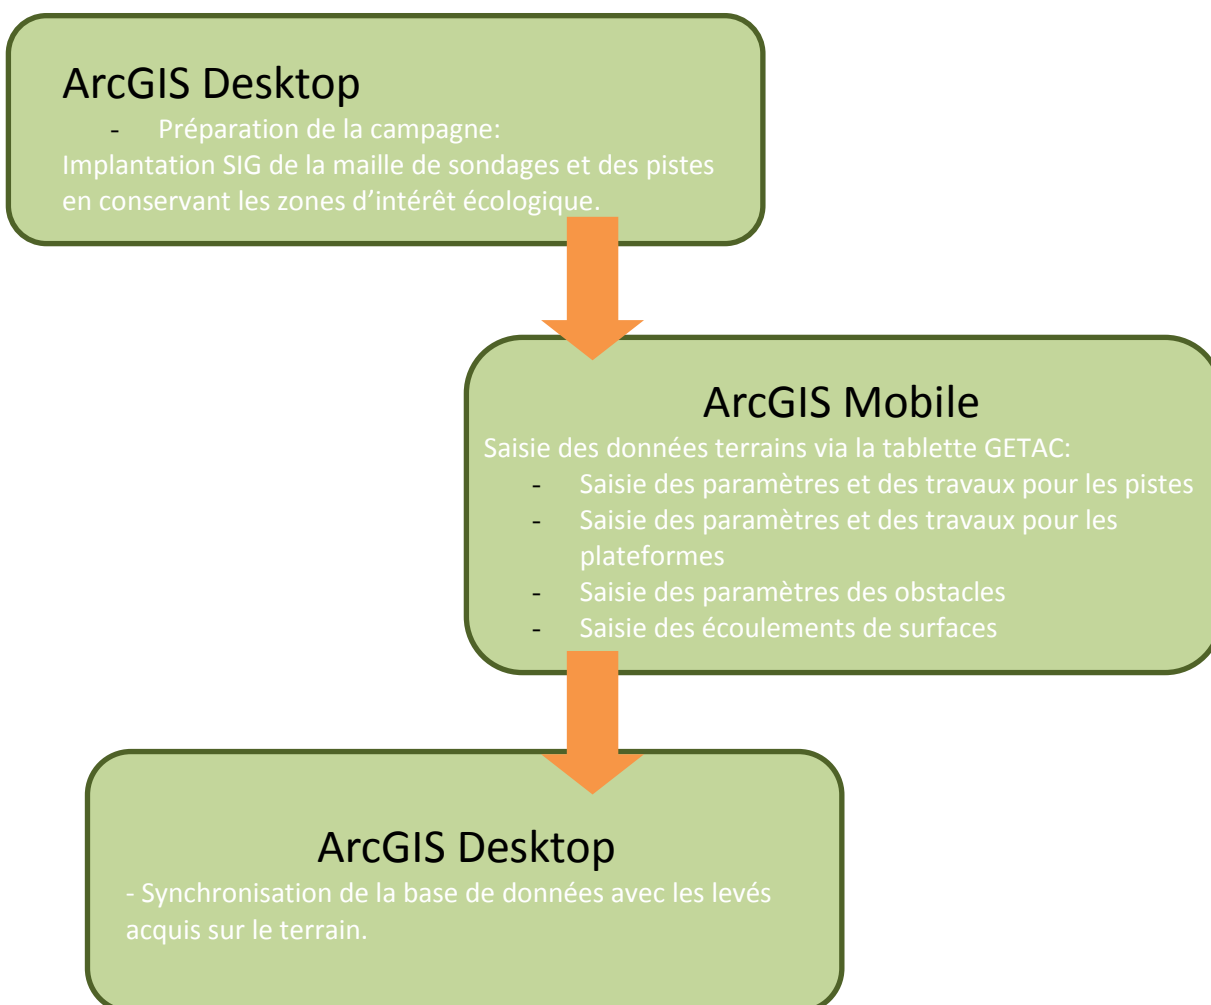 ArcGIS Desktop
- Préparation de la campagne:
Implantation SIG de la maille de sondages et des pistes
en conservant les zones d’intérêt écologique.
ArcGIS Mobile
Saisie des données terrains via la tablette GETAC:
- Saisie des paramètres et des travaux pour les pistes
- Saisie des paramètres et des travaux pour les
plateformes
- Saisie des paramètres des obstacles
- Saisie des écoulements de surfaces
ArcGIS Desktop
- Synchronisation de la base de données avec les levés
acquis sur le terrain.